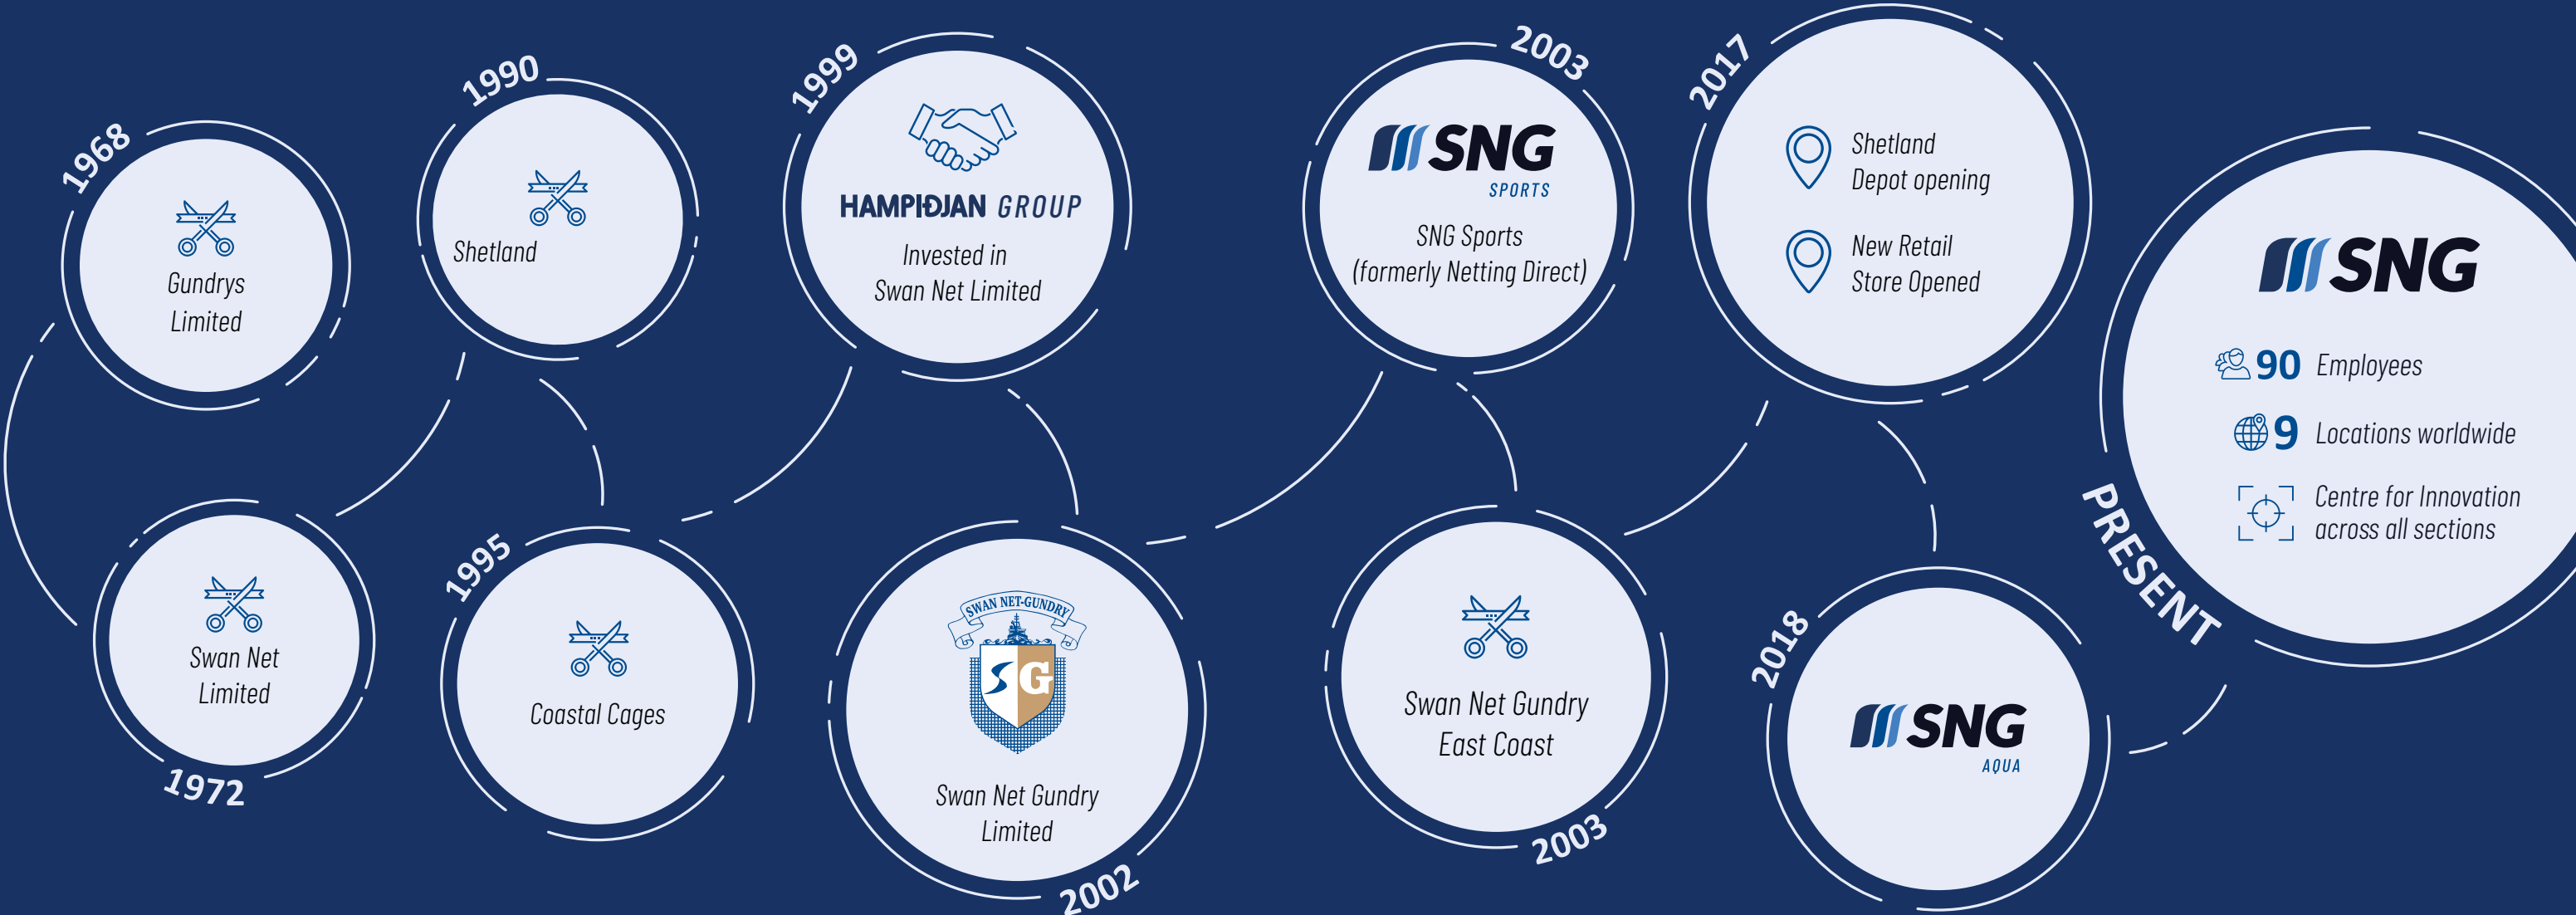 1968
Gundrys
Limited
1972
Swan Net
Limited
1990
Shetland
1995
Coastal Cages
1999
HAMPIÐJAN GROUP
Invested in
Swan Net Limited
2002
SWAN NET-GUNDRY
SG
Swan Net Gundry
Limited
2003
SNG
SPORTS
SNG Sports
(formerly Netting Direct)
2003
Swan Net Gundry
East Coast
2017
Shetland
Depot opening
New Retail
Store Opened
2018
SNG
AQUA
PRESENT
SNG
90 Employees
9 Locations worldwide
Centre for Innovation
across all sections